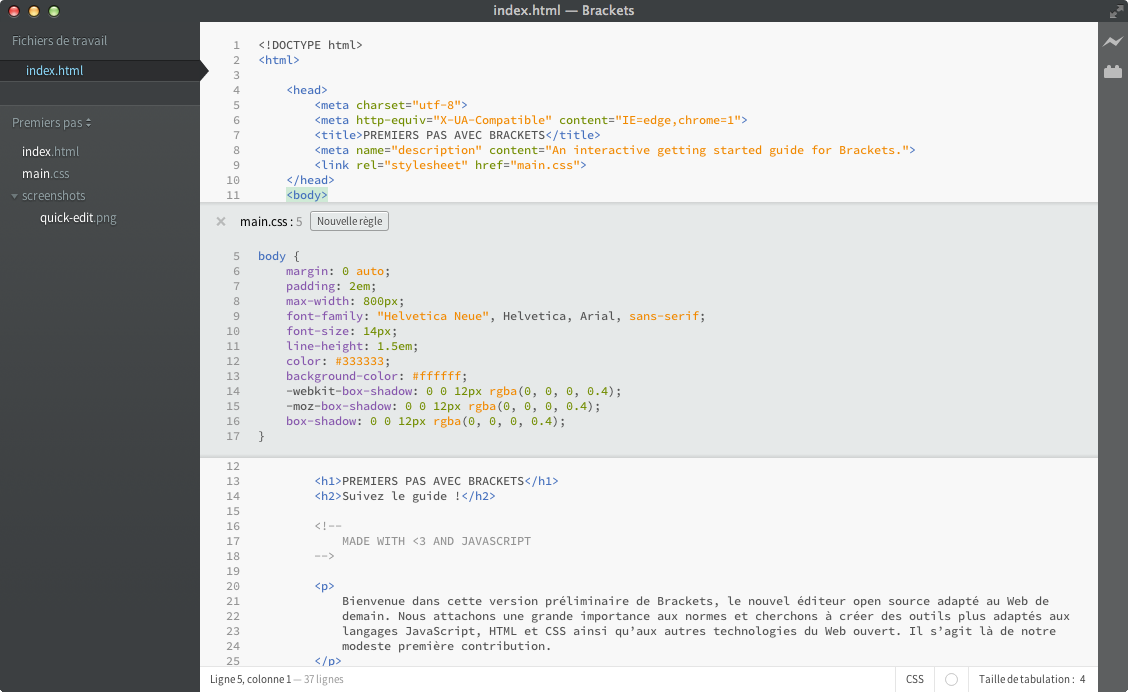 index.html — Brackets
Fichiers de travail
index.html
Premiers pas
index.html
main.css
screenshots
quick-edit.png
1 <!DOCTYPE html>
2 <html>
3
4 <head>
5 <meta charset="utf-8">
6 <meta http-equiv="X-UA-Compatible" content="IE=edge,chrome=1">
7 <title>PREMIERS PAS AVEC BRACKETS</title>
8 <meta name="description" content="An interactive getting started guide for Brackets.">
9 <link rel="stylesheet" href="main.css">
10 </head>
11 <body>
× main.css : 5 Nouvelle règle
5 body {
6 margin: 0 auto;
7 padding: 2em;
8 max-width: 800px;
9 font-family: "Helvetica Neue", Helvetica, Arial, sans-serif;
10 font-size: 14px;
11 line-height: 1.5em;
12 color: #333333;
13 background-color: #ffffff;
14 -webkit-box-shadow: 0 0 12px rgba(0, 0, 0, 0.4);
15 -moz-box-shadow: 0 0 12px rgba(0, 0, 0, 0.4);
16 box-shadow: 0 0 12px rgba(0, 0, 0, 0.4);
17 }
12
13 <h1>PREMIERS PAS AVEC BRACKETS</h1>
14 <h2>Suivez le guide !</h2>
15
16 <!--
17 MADE WITH <3 AND JAVASCRIPT
18 -->
19
20 <p>
21 Bienvenue dans cette version préliminaire de Brackets, le nouvel éditeur open source adapté au Web de
22 demain. Nous attachons une grande importance aux normes et cherchons à créer des outils plus adaptés aux
23 langages JavaScript, HTML et CSS ainsi qu’aux autres technologies du Web ouvert. Il s’agit là de notre
24 modeste première contribution.
25 </p>
Ligne 5, colonne 1 — 37 lignes
CSS
Taille de tabulation : 4